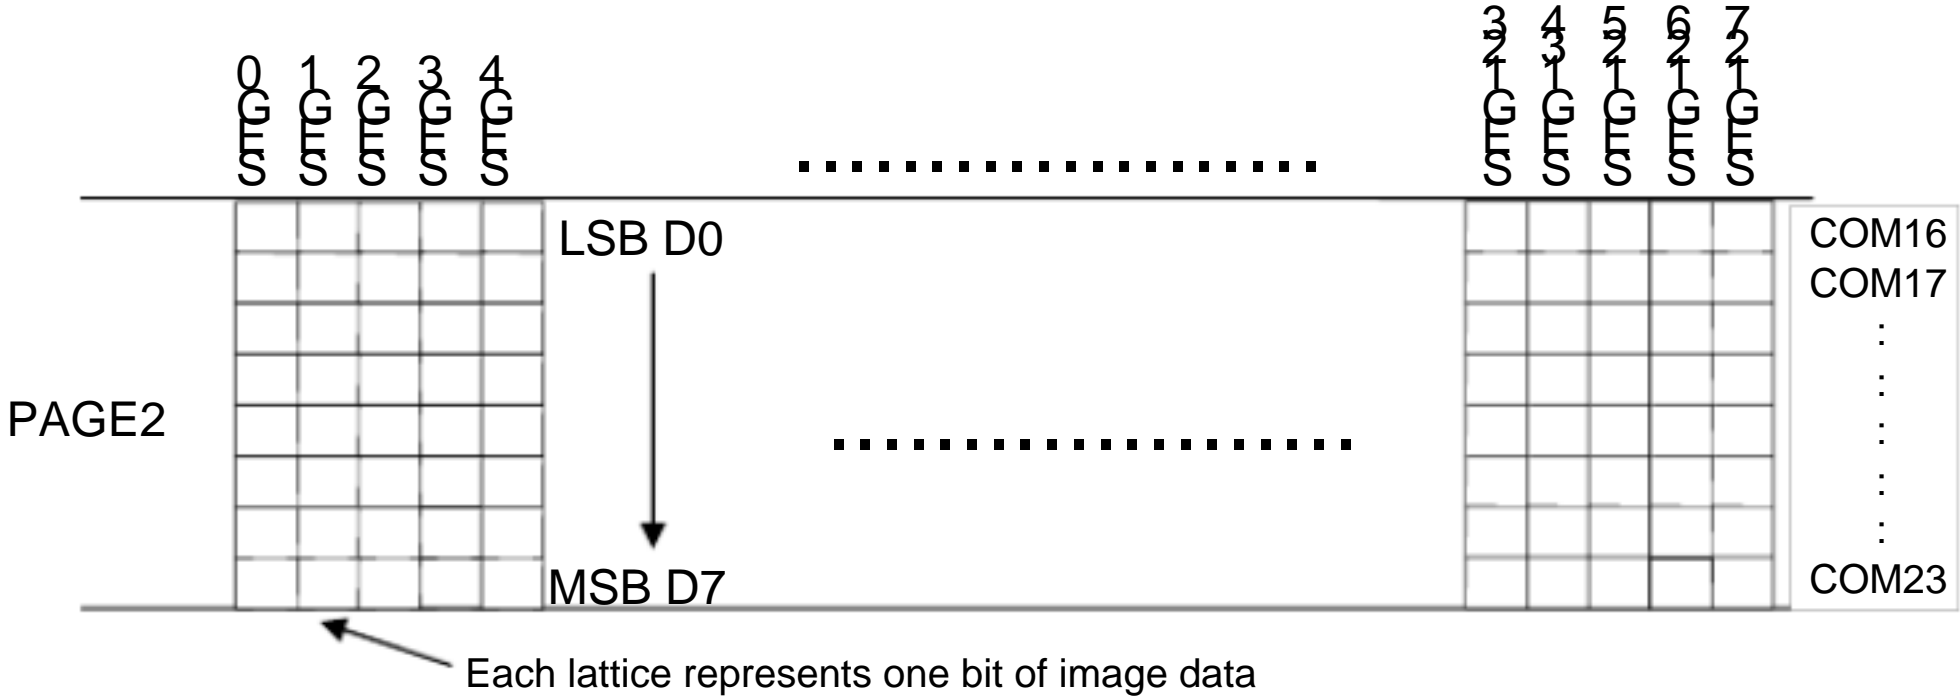 SEG0
SEG1
SEG2
SEG3
SEG4
SEG123
SEG134
SEG125
SEG126
SEG127
LSB D0
COM16
COM17
PAGE2
MSB D7
COM23
Each lattice represents one bit of image data